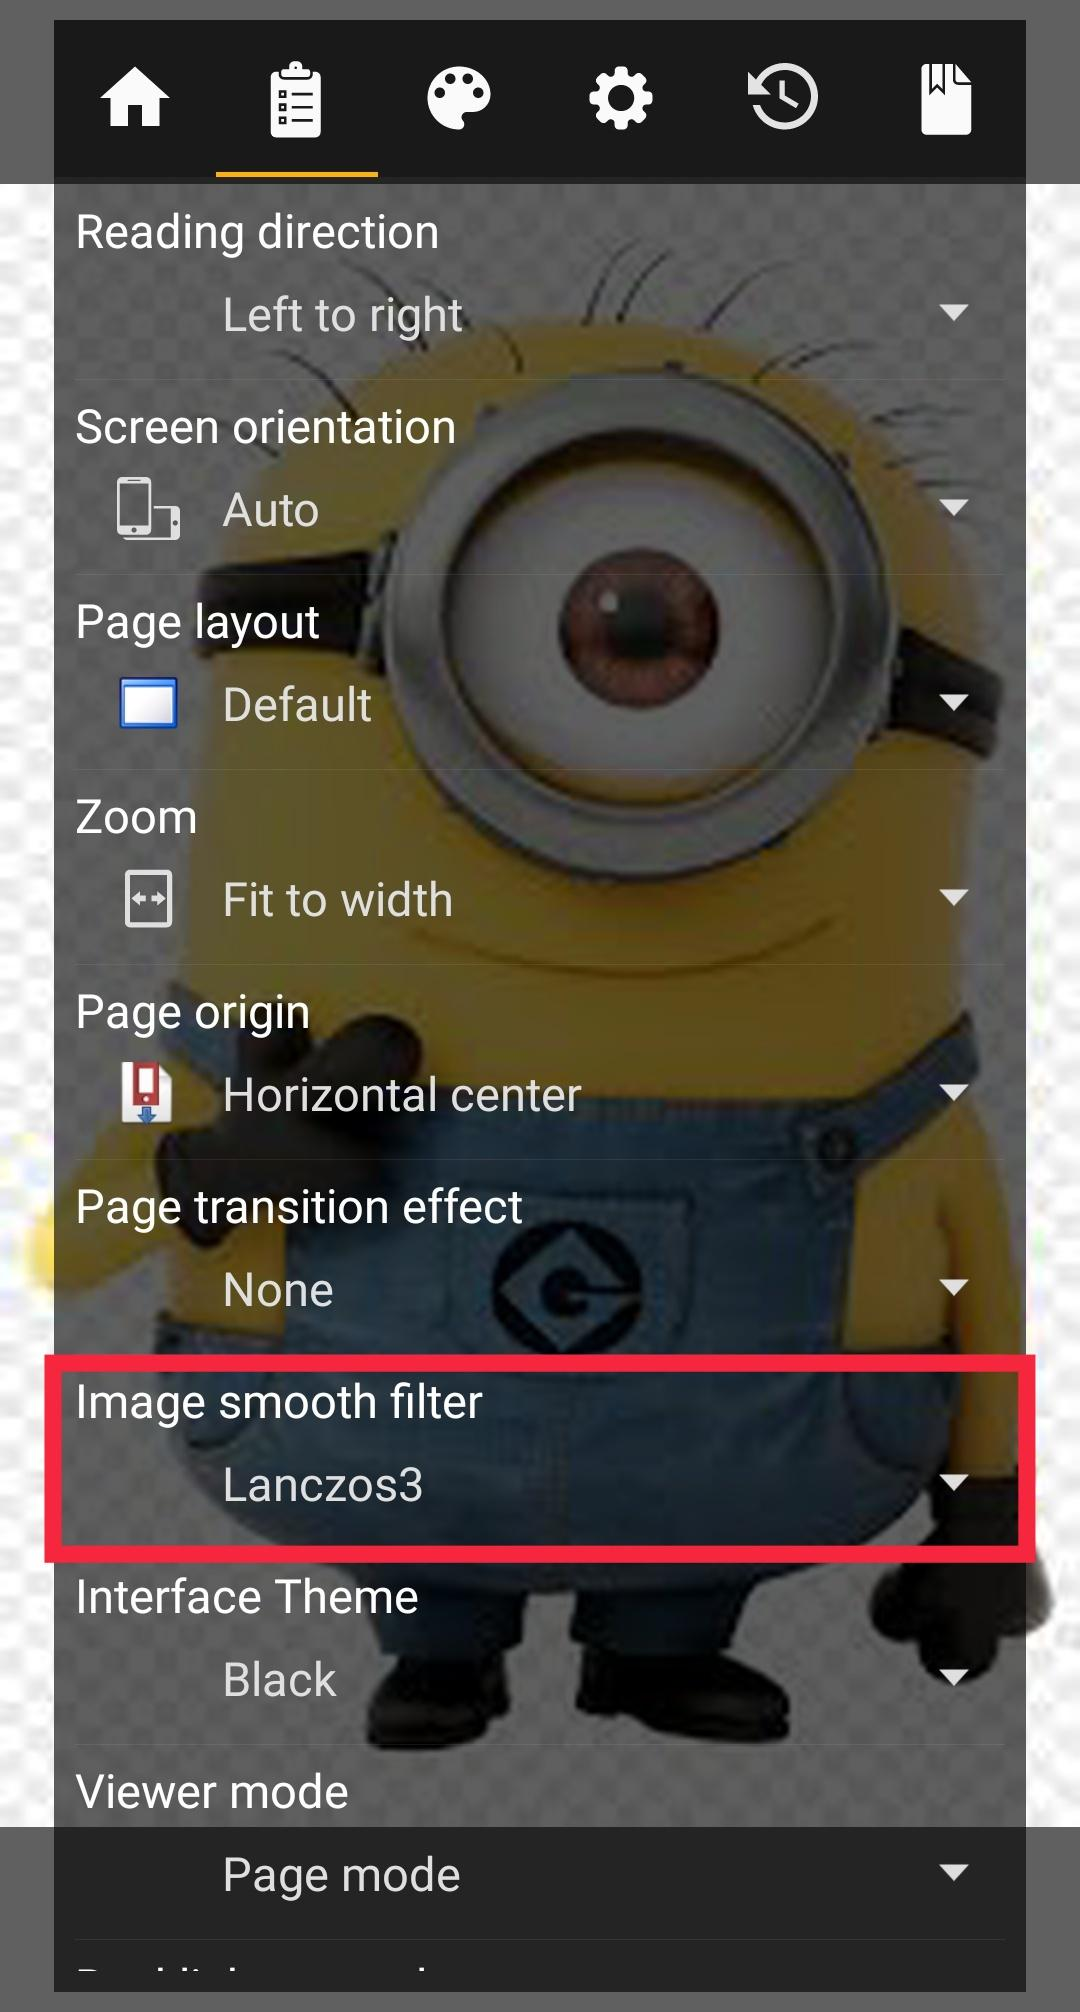 Reading direction
Left to right
Screen orientation
Auto
Page layout
Default
Zoom
Fit to width
Page origin
Horizontal center
Page transition effect
None
Image smooth filter
Lanczos3
Interface Theme
Black
Viewer mode
Page mode